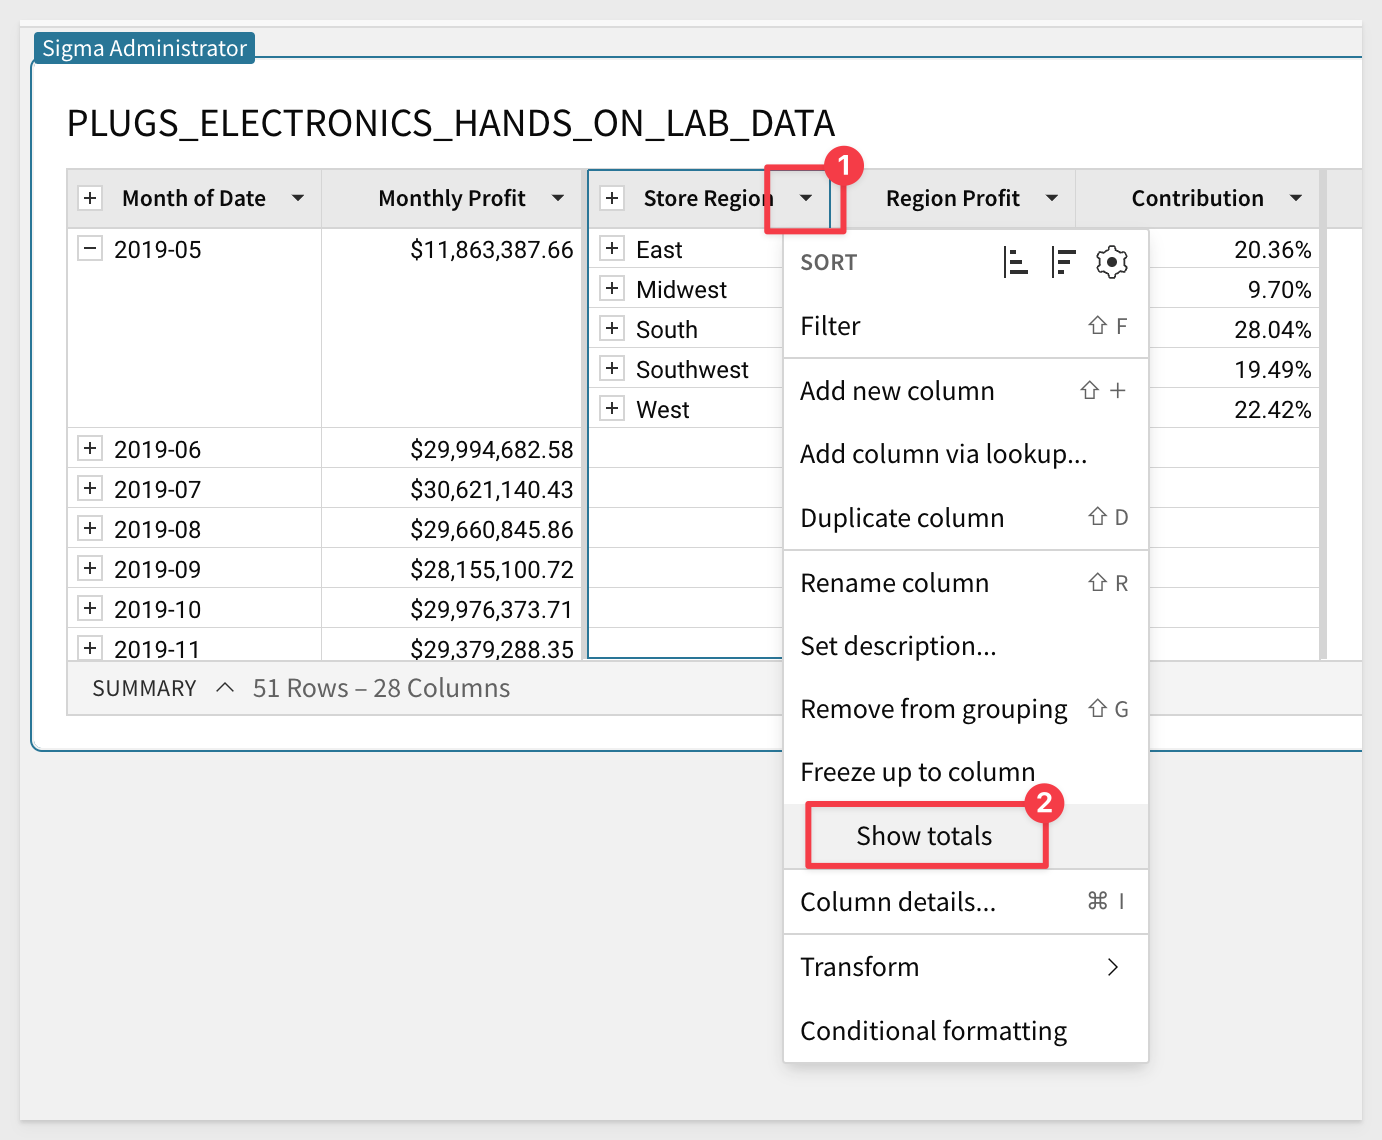 Sigma Administrator
PLUGS_ELECTRONICS_HANDS_ON_LAB_DATA
1
Month of Date Monthly Profit Store Region Region Profit Contribution
2019-05 $11,863,387.66 East 20.36%
Midwest 9.70%
South 28.04%
Southwest 19.49%
West 22.42%
2019-06 $29,994,682.58
2019-07 $30,621,140.43
2019-08 $29,660,845.86
2019-09 $28,155,100.72
2019-10 $29,976,373.71
2019-11 $29,379,288.35
SUMMARY 51 Rows – 28 Columns
SORT
Filter ⇧ F
Add new column ⇧ +
Add column via lookup...
Duplicate column ⇧ D
Rename column ⇧ R
Set description...
Remove from grouping ⇧ G
Freeze up to column
2
Show totals
Column details... ⌘ I
Transform
Conditional formatting